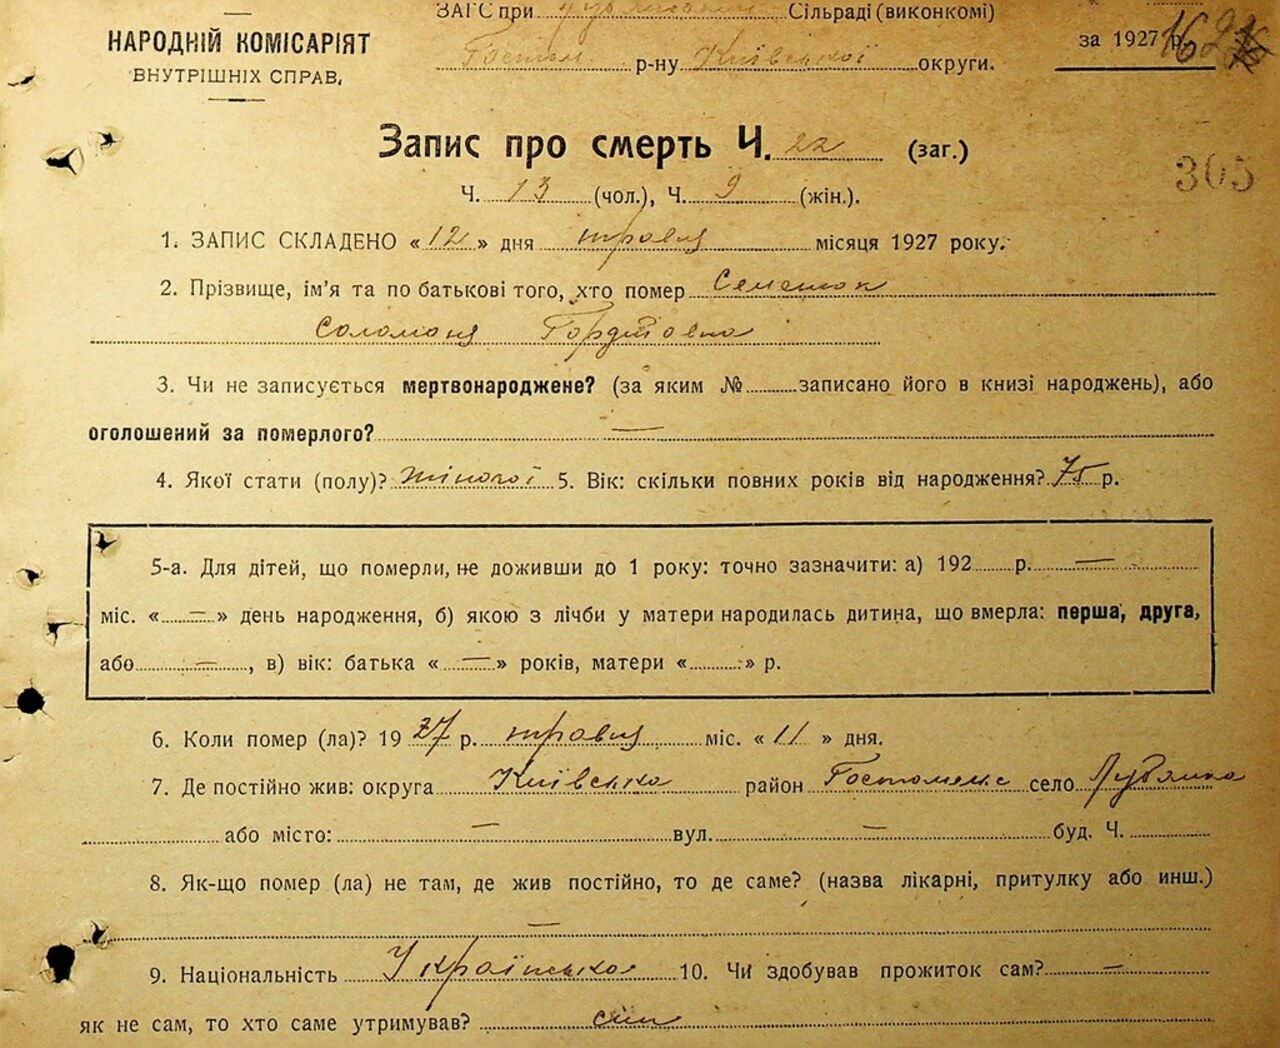 ЗАГС при Сільраді (виконкомі)
НАРОДНІЙ КОМІСАРІЯТ
ВНУТРІШНІХ СПРАВ,
Гостом. р-ну Київської округи.
за 1927 р.
Запис про смерть Ч. 22 (заг.)
305
Ч. 13 (чол.), Ч. 9 (жін.).
1. ЗАПИС СКЛАДЕНО «12» дня травня місяця 1927 року.
2. Прізвище, ім'я та по батькові того, хто помер Семенюк
Соломонія Гордіївна
3. Чи не записується мертвонароджене? (за яким № записано його в книзі народжень), або
оголошений за померлого? —
4. Якої стати (полу)? жіночої 5. Вік: скільки повних років від народження? 75 р.
5-а. Для дітей, що померли, не доживши до 1 року: точно зазначити: а) 192 р. —
міс. «—» день народження, б) якою з лічби у матери народилась дитина, що вмерла: перша, друга,
або —, в) вік: батька «—» років, матери « » р.
6. Коли помер (ла)? 1927 р. травня міс. «11» дня.
7. Де постійно жив: округа Київська район Гостомельс село Луб'янка
або місто: — вул. — буд. Ч.
8. Як-що помер (ла) не там, де жив постійно, то де саме? (назва лікарні, притулку або инш.)
—
9. Національність Українська 10. Чи здобував прожиток сам? —
як не сам, то хто саме утримував? син